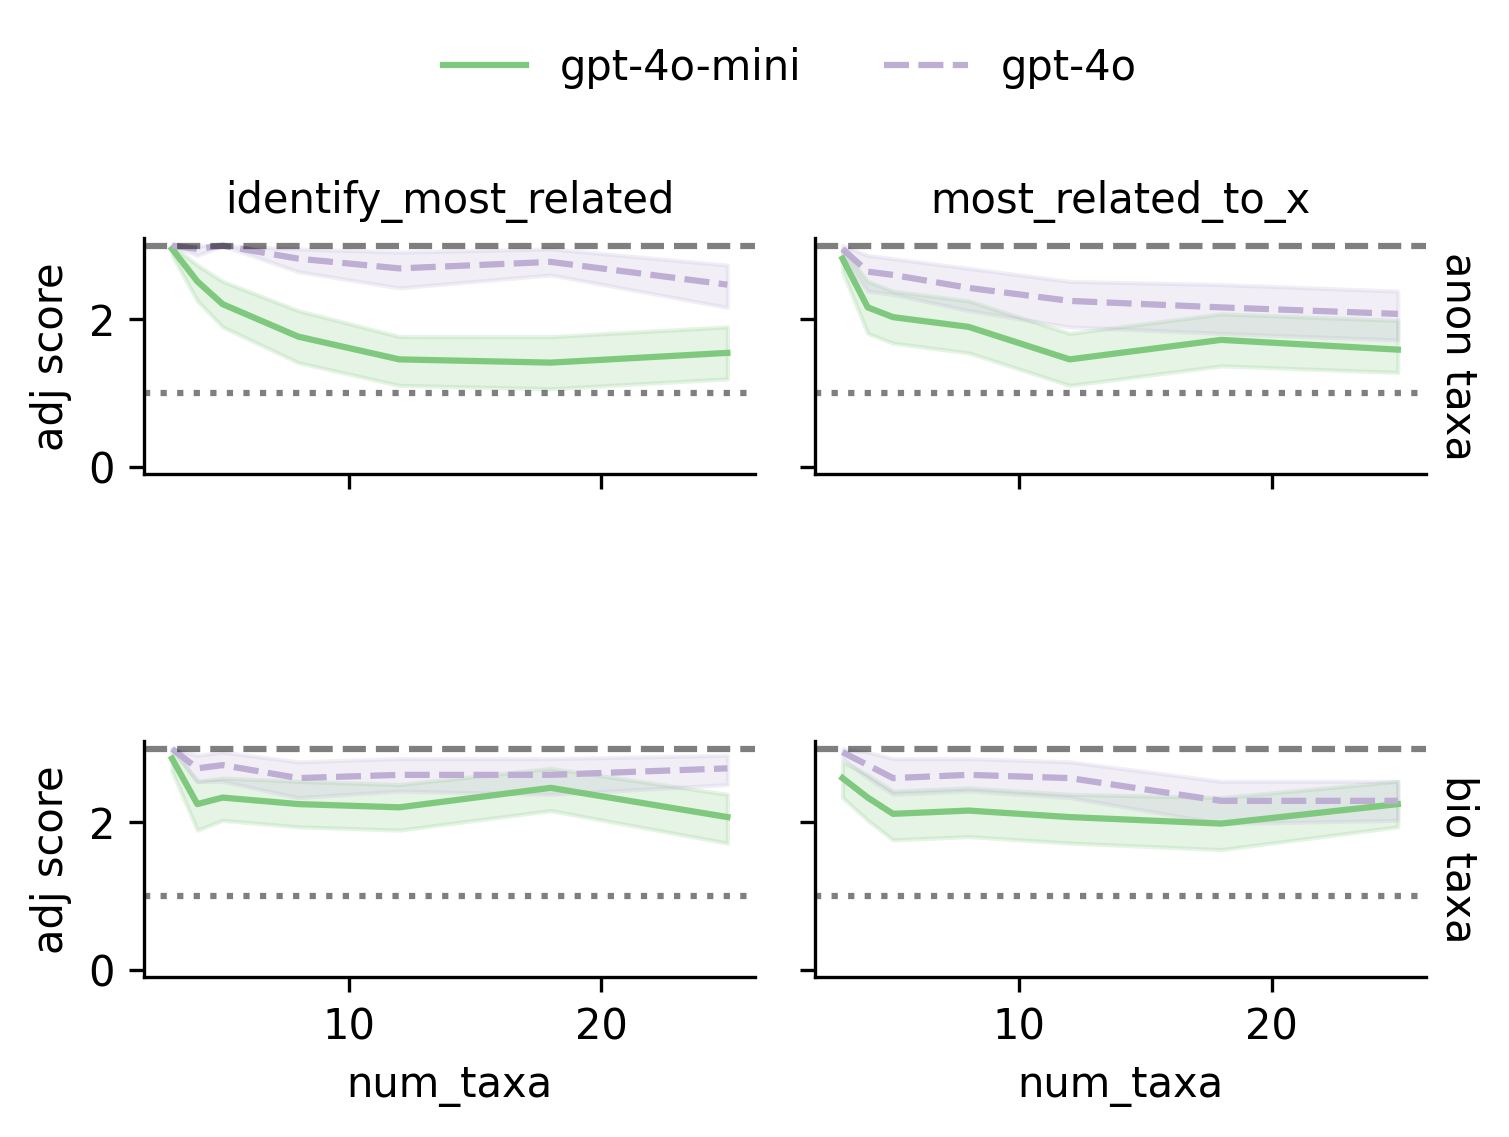 gpt-4o-mini gpt-4o
identify_most_related most_related_to_x
adj score
2
0
anon taxa
adj score
2
0
bio taxa
10 20 10 20
num_taxa num_taxa